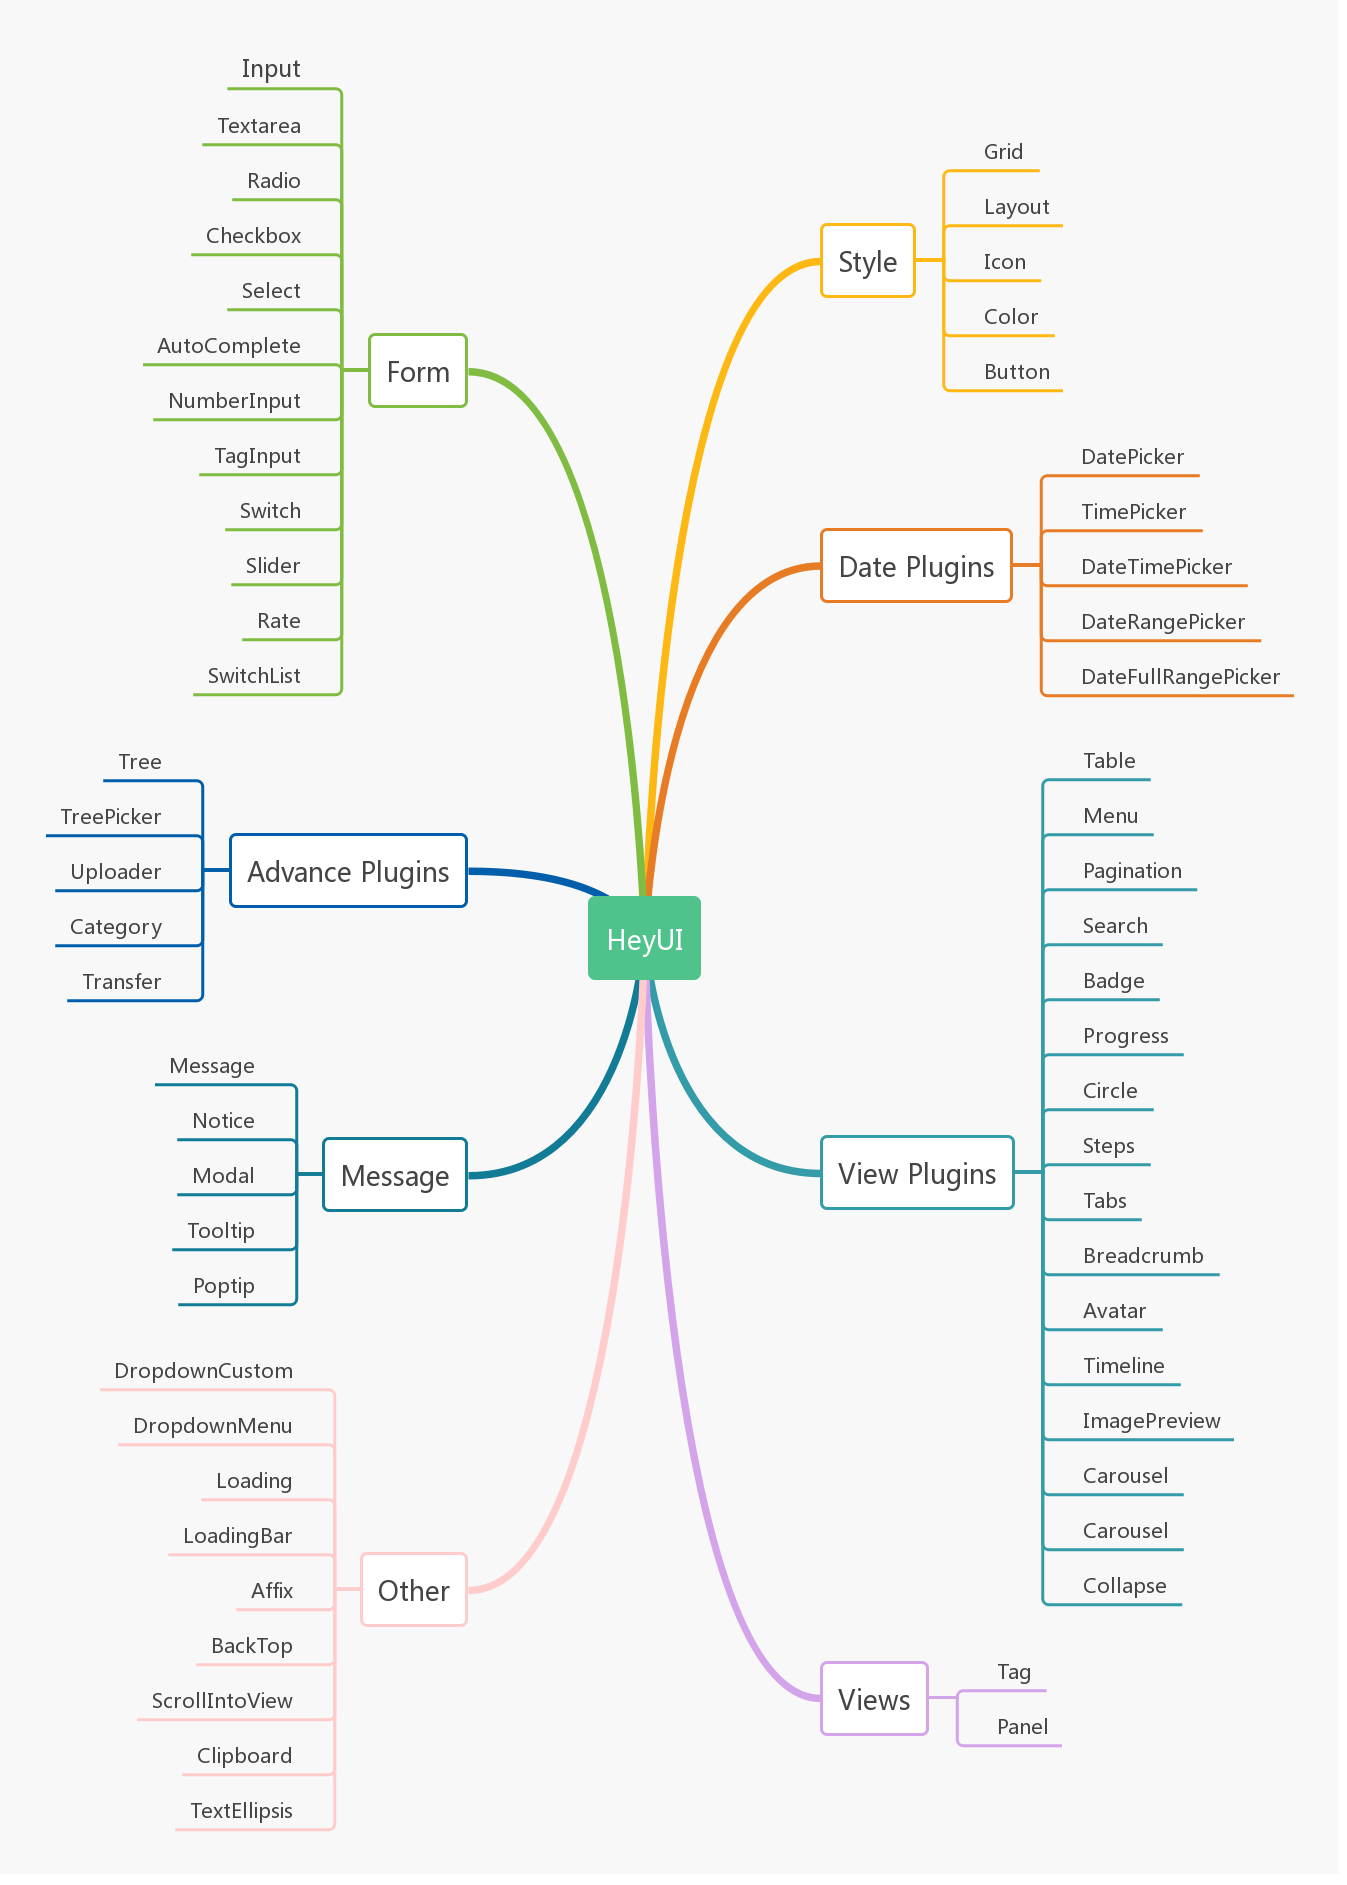 HeyUI
Form
Input
Textarea
Radio
Checkbox
Select
AutoComplete
NumberInput
TagInput
Switch
Slider
Rate
SwitchList
Advance Plugins
Tree
TreePicker
Uploader
Category
Transfer
Message
Message
Notice
Modal
Tooltip
Poptip
Other
DropdownCustom
DropdownMenu
Loading
LoadingBar
Affix
BackTop
ScrollIntoView
Clipboard
TextEllipsis
Style
Grid
Layout
Icon
Color
Button
Date Plugins
DatePicker
TimePicker
DateTimePicker
DateRangePicker
DateFullRangePicker
View Plugins
Table
Menu
Pagination
Search
Badge
Progress
Circle
Steps
Tabs
Breadcrumb
Avatar
Timeline
ImagePreview
Carousel
Carousel
Collapse
Views
Tag
Panel